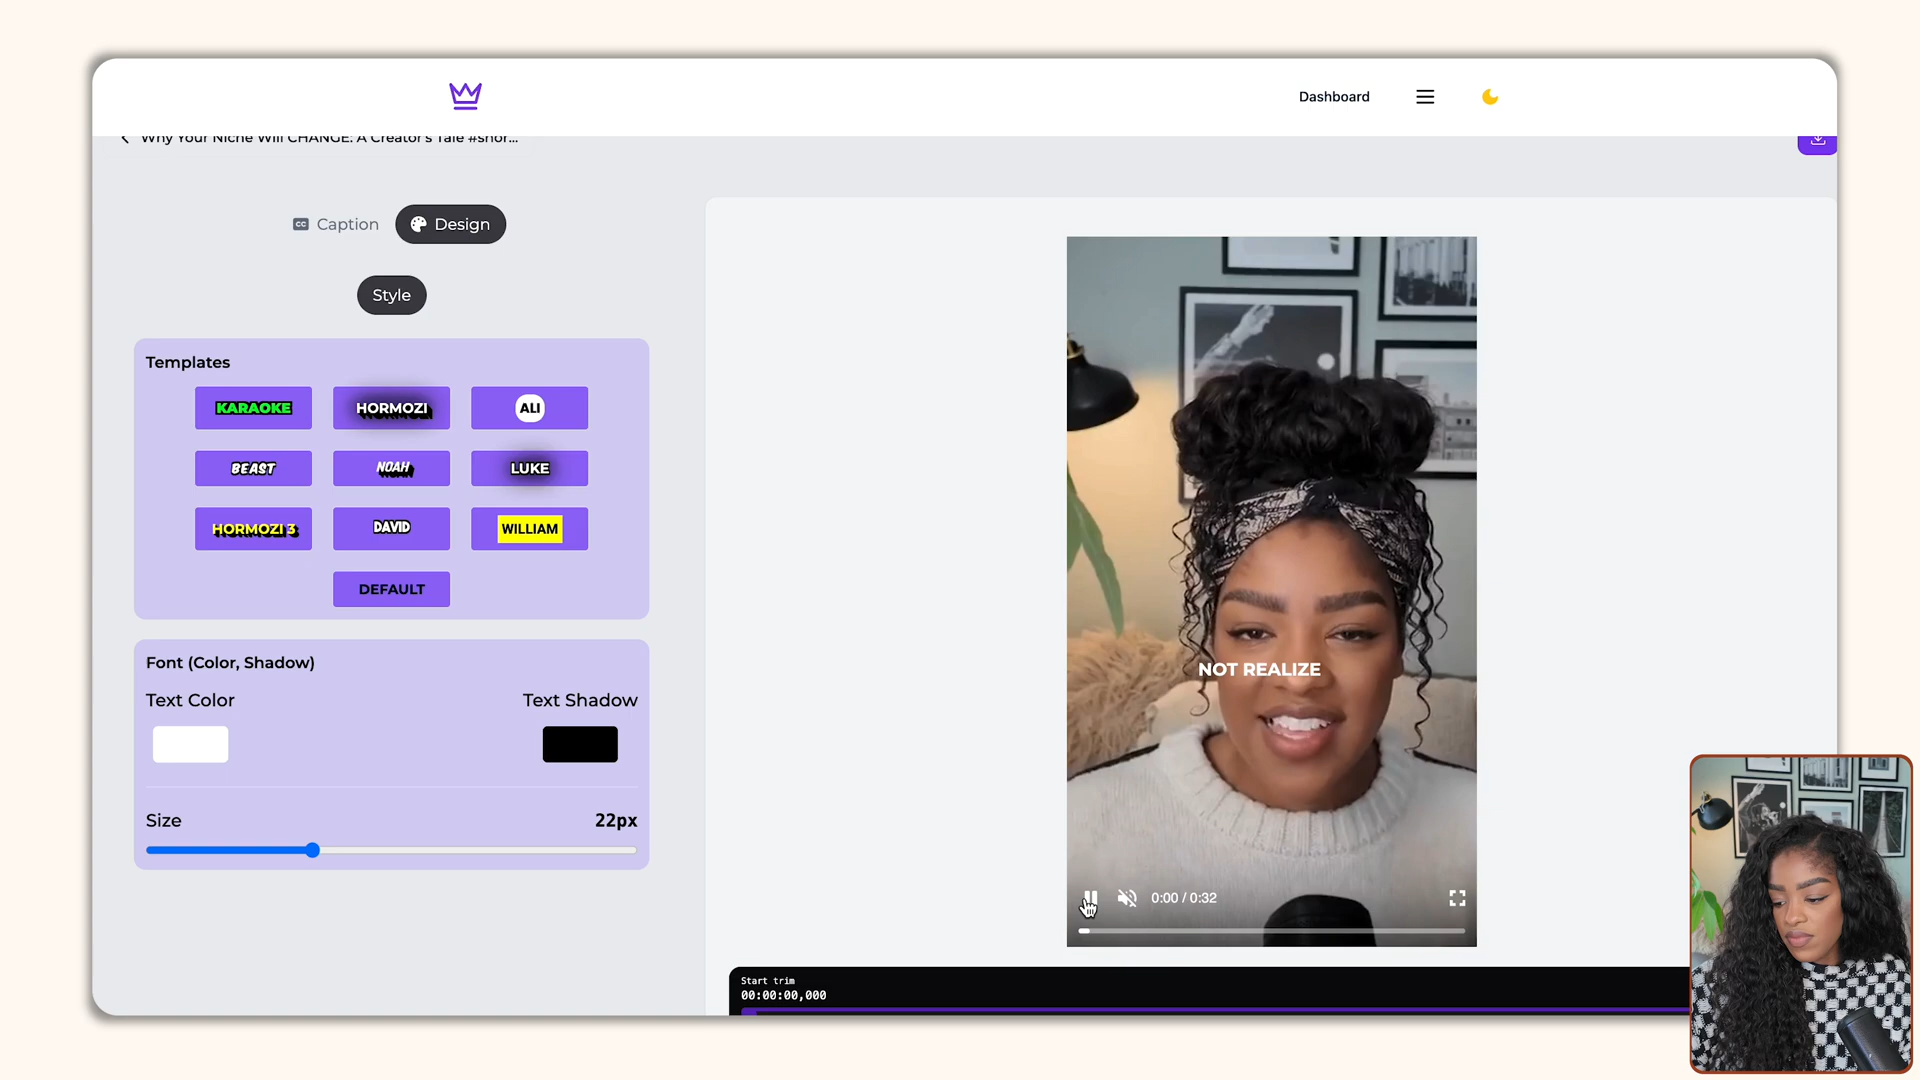 Dashboard
Why Your Niche Will CHANGE: A Creator's Tale #shor...
CC Caption
Design
Style
Templates
KARAOKE
HORMOZI
ALI
BEAST
NOAH
LUKE
HORMOZI 3
DAVID
WILLIAM
DEFAULT
Font (Color, Shadow)
Text Color
Text Shadow
Size
22px
NOT REALIZE
0:00 / 0:32
Start trim
00:00:00,000